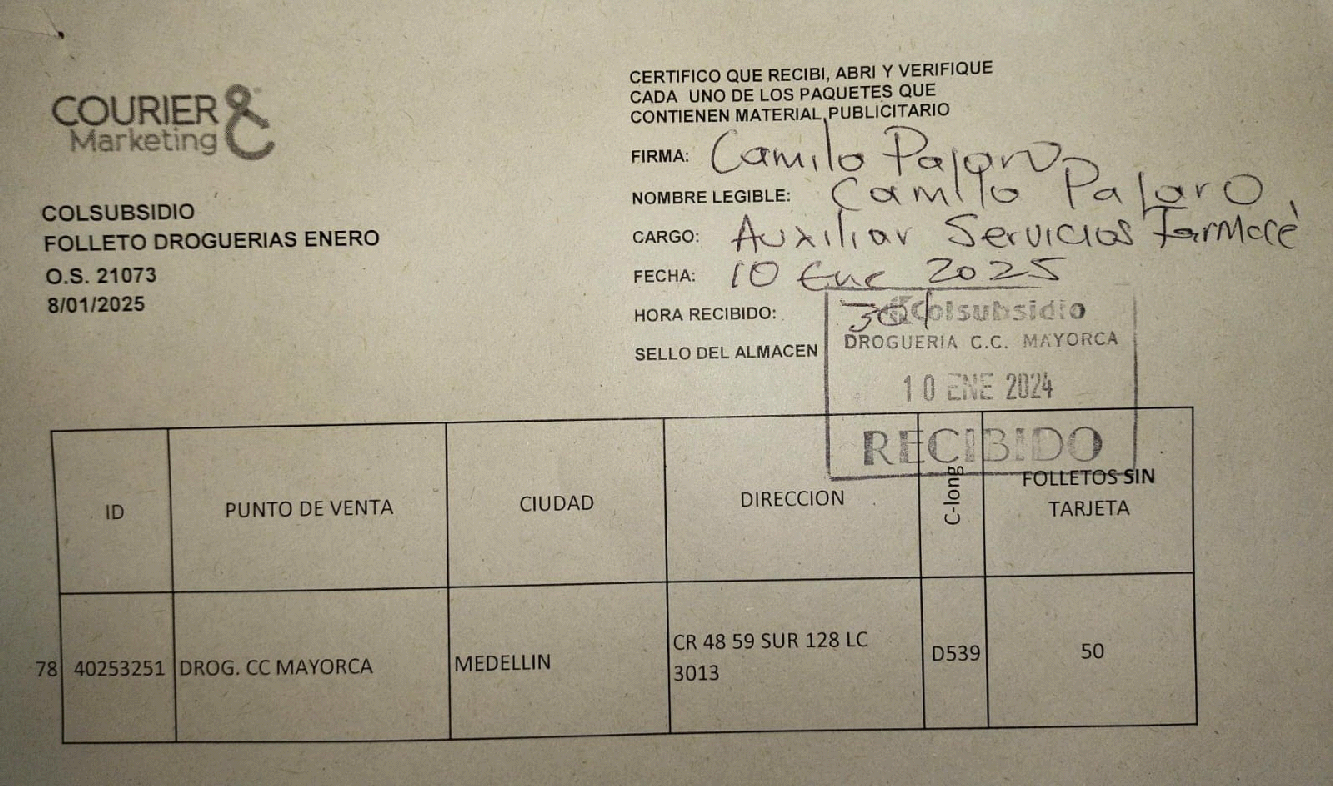 COURIER &
Marketing
COLSUBSIDIO
FOLLETO DROGUERIAS ENERO
O.S. 21073
8/01/2025
CERTIFICO QUE RECIBI, ABRI Y VERIFIQUE
CADA UNO DE LOS PAQUETES QUE
CONTIENEN MATERIAL PUBLICITARIO
FIRMA: Camilo Pajaro
NOMBRE LEGIBLE: Camilo Pajaro
CARGO: Auxiliar Servicios Farmacé
FECHA: 10 Ene 2025
HORA RECIBIDO:
SELLO DEL ALMACEN
Colsubsidio
DROGUERIA C.C. MAYORCA
10 ENE 2024
RECIBIDO
ID PUNTO DE VENTA CIUDAD DIRECCION C-long FOLLETOS SIN
TARJETA
78 40253251 DROG. CC MAYORCA MEDELLIN CR 48 59 SUR 128 LC D539 50
3013